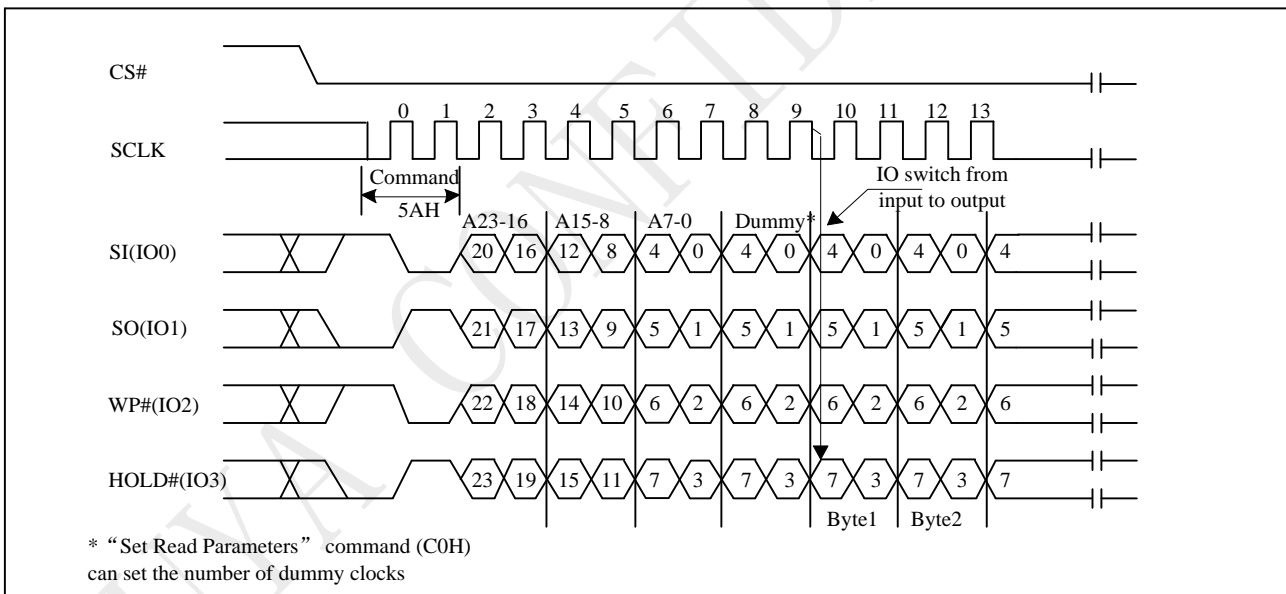 CS#
0 1 2 3 4 5 6 7 8 9 10 11 12 13
SCLK
Command
5AH
IO switch from
input to output
A23-16 A15-8 A7-0 Dummy*
SI(IO0) 20 16 12 8 4 0 4 0 4 0 4 0 4
SO(IO1) 21 17 13 9 5 1 5 1 5 1 5 1 5
WP#(IO2) 22 18 14 10 6 2 6 2 6 2 6 2 6
HOLD#(IO3) 23 19 15 11 7 3 7 3 7 3 7 3 7
Byte1 Byte2
* “Set Read Parameters” command (C0H)
can set the number of dummy clocks